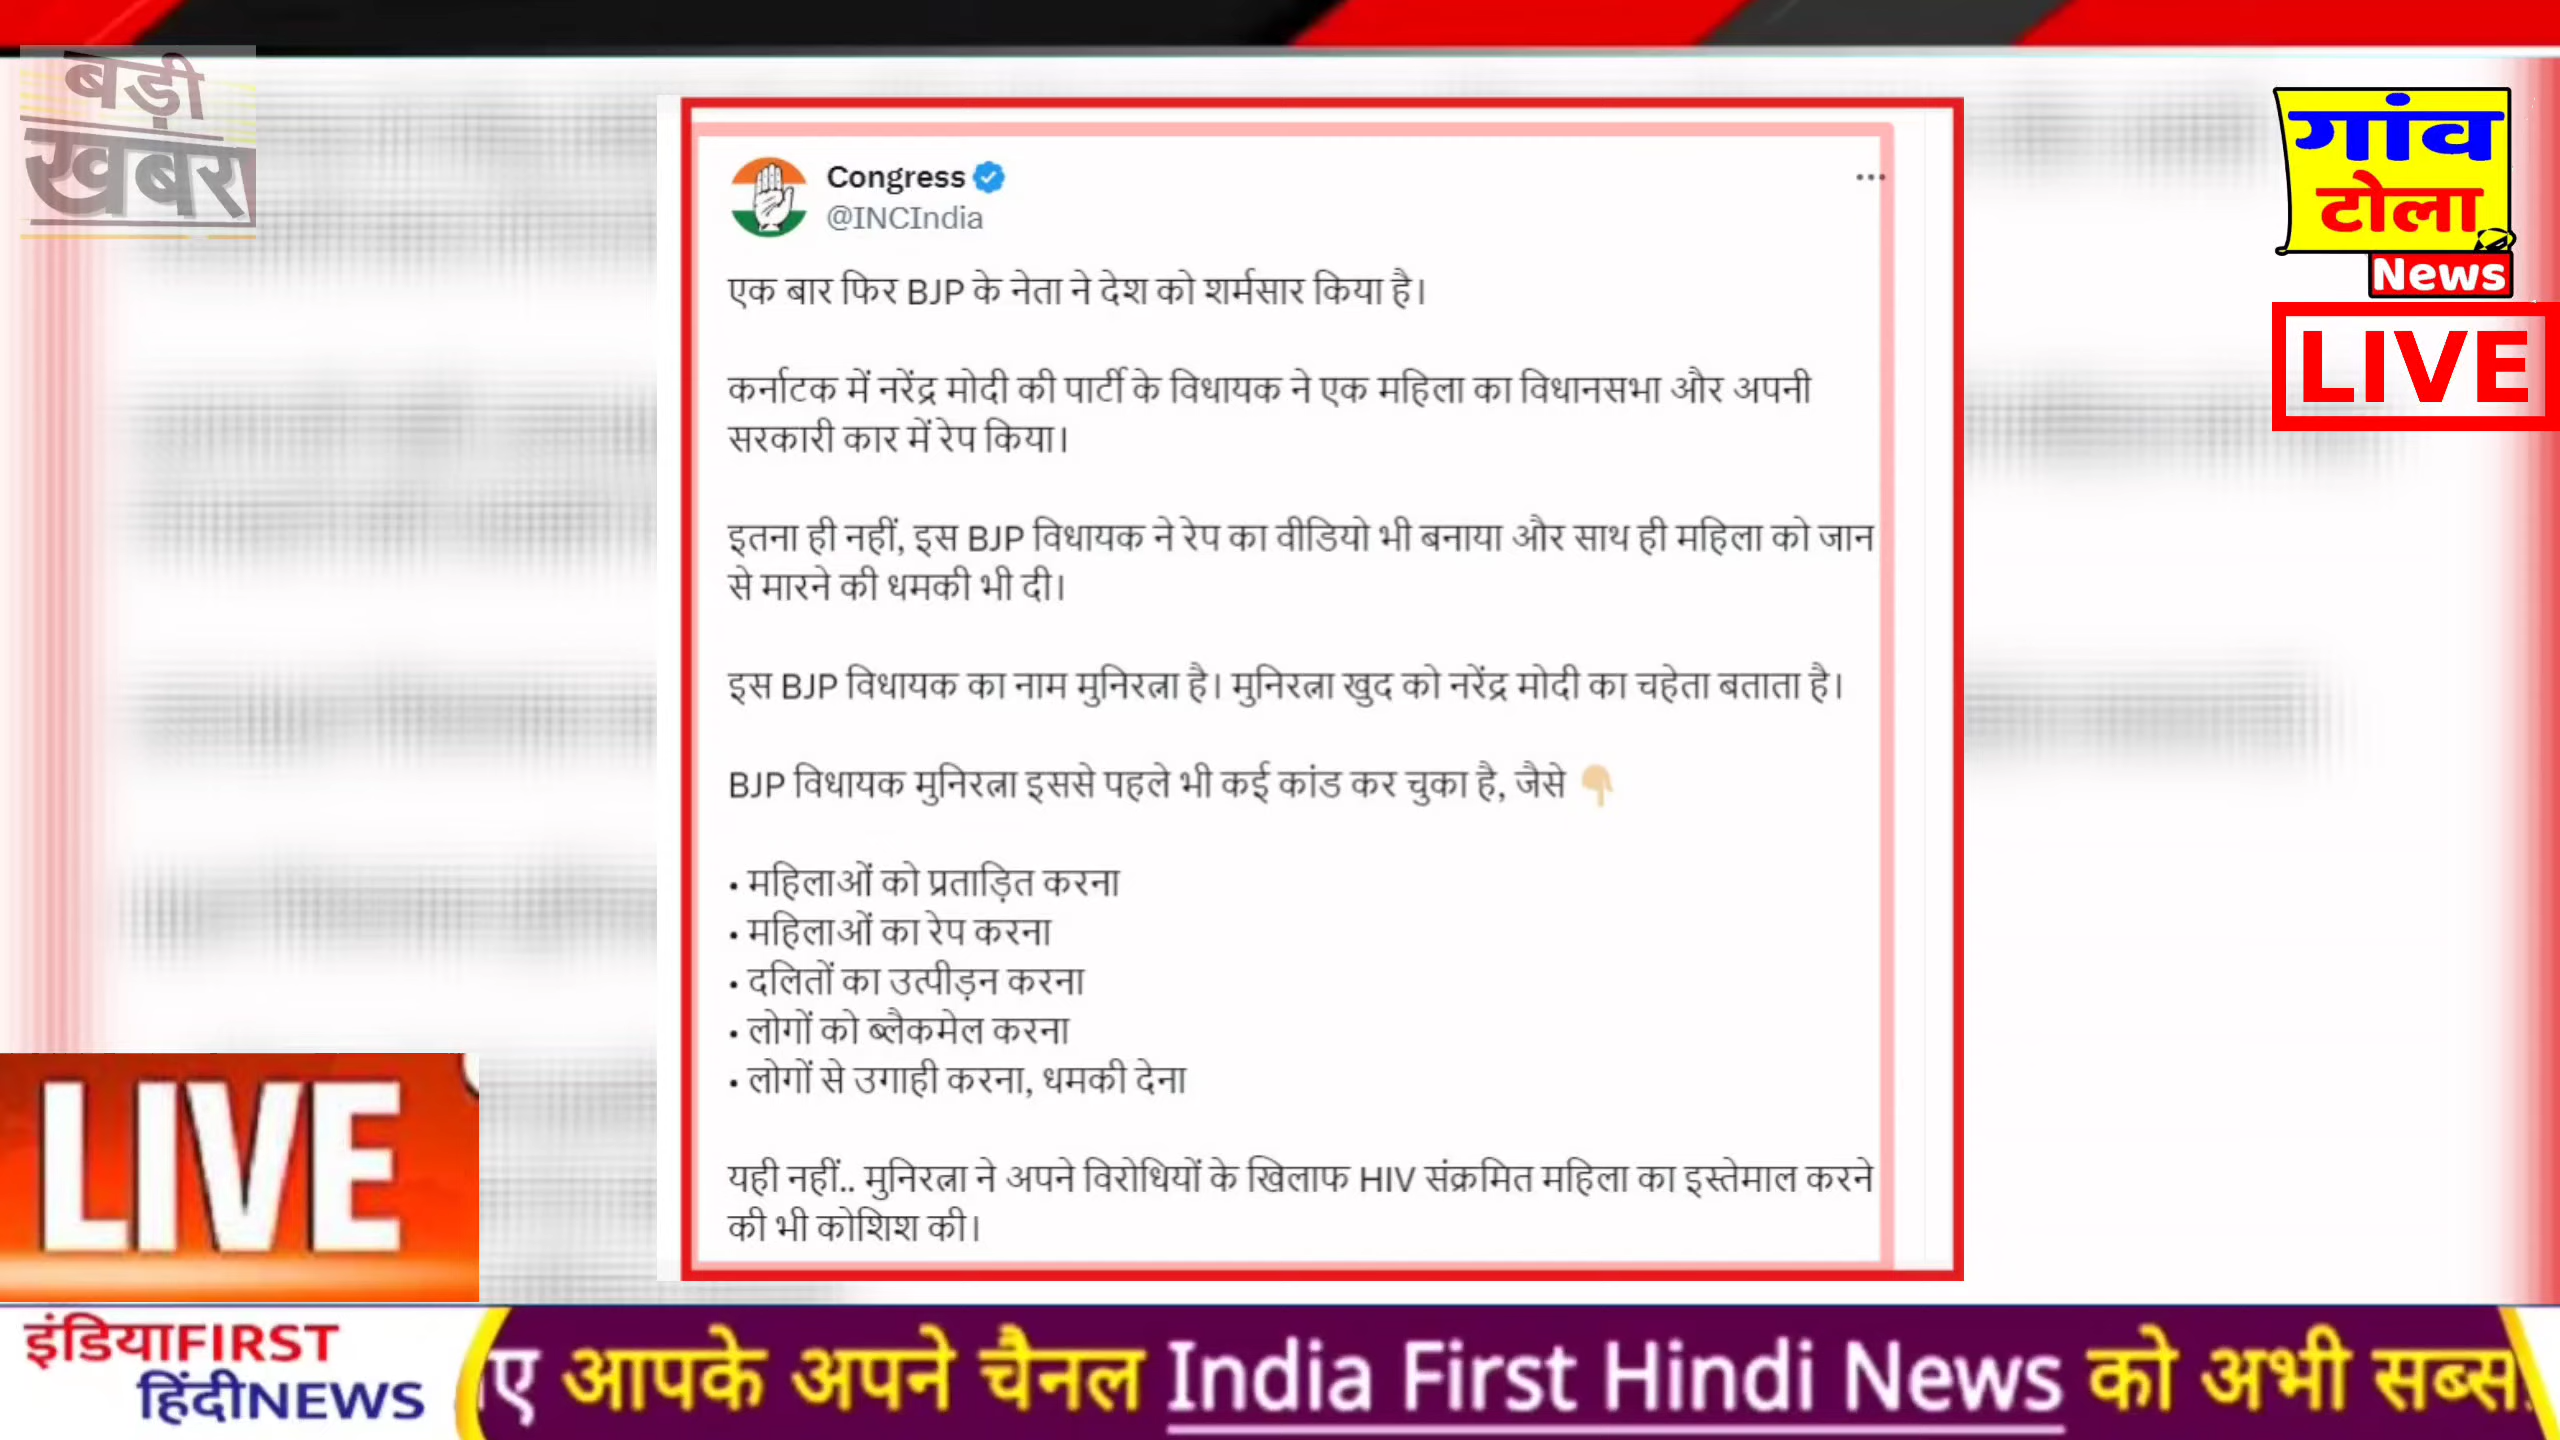 बड़ी
खबर
गांव
टोला
News
LIVE
Congress
@INCIndia
एक बार फिर BJP के नेता ने देश को शर्मसार किया है।
कर्नाटक में नरेंद्र मोदी की पार्टी के विधायक ने एक महिला का विधानसभा और अपनी
सरकारी कार में रेप किया।
इतना ही नहीं, इस BJP विधायक ने रेप का वीडियो भी बनाया और साथ ही महिला को जान
से मारने की धमकी भी दी।
इस BJP विधायक का नाम मुनिरत्ना है। मुनिरत्ना खुद को नरेंद्र मोदी का चहेता बताता है।
BJP विधायक मुनिरत्ना इससे पहले भी कई कांड कर चुका है, जैसे 👇🏼
• महिलाओं को प्रताड़ित करना
• महिलाओं का रेप करना
• दलितों का उत्पीड़न करना
• लोगों को ब्लैकमेल करना
• लोगों से उगाही करना, धमकी देना
यही नहीं.. मुनिरत्ना ने अपने विरोधियों के खिलाफ HIV संक्रमित महिला का इस्तेमाल करने
की भी कोशिश की।
LIVE
इंडियाFIRST
हिंदीNEWS
ए आपके अपने चैनल India First Hindi News को अभी सब्स